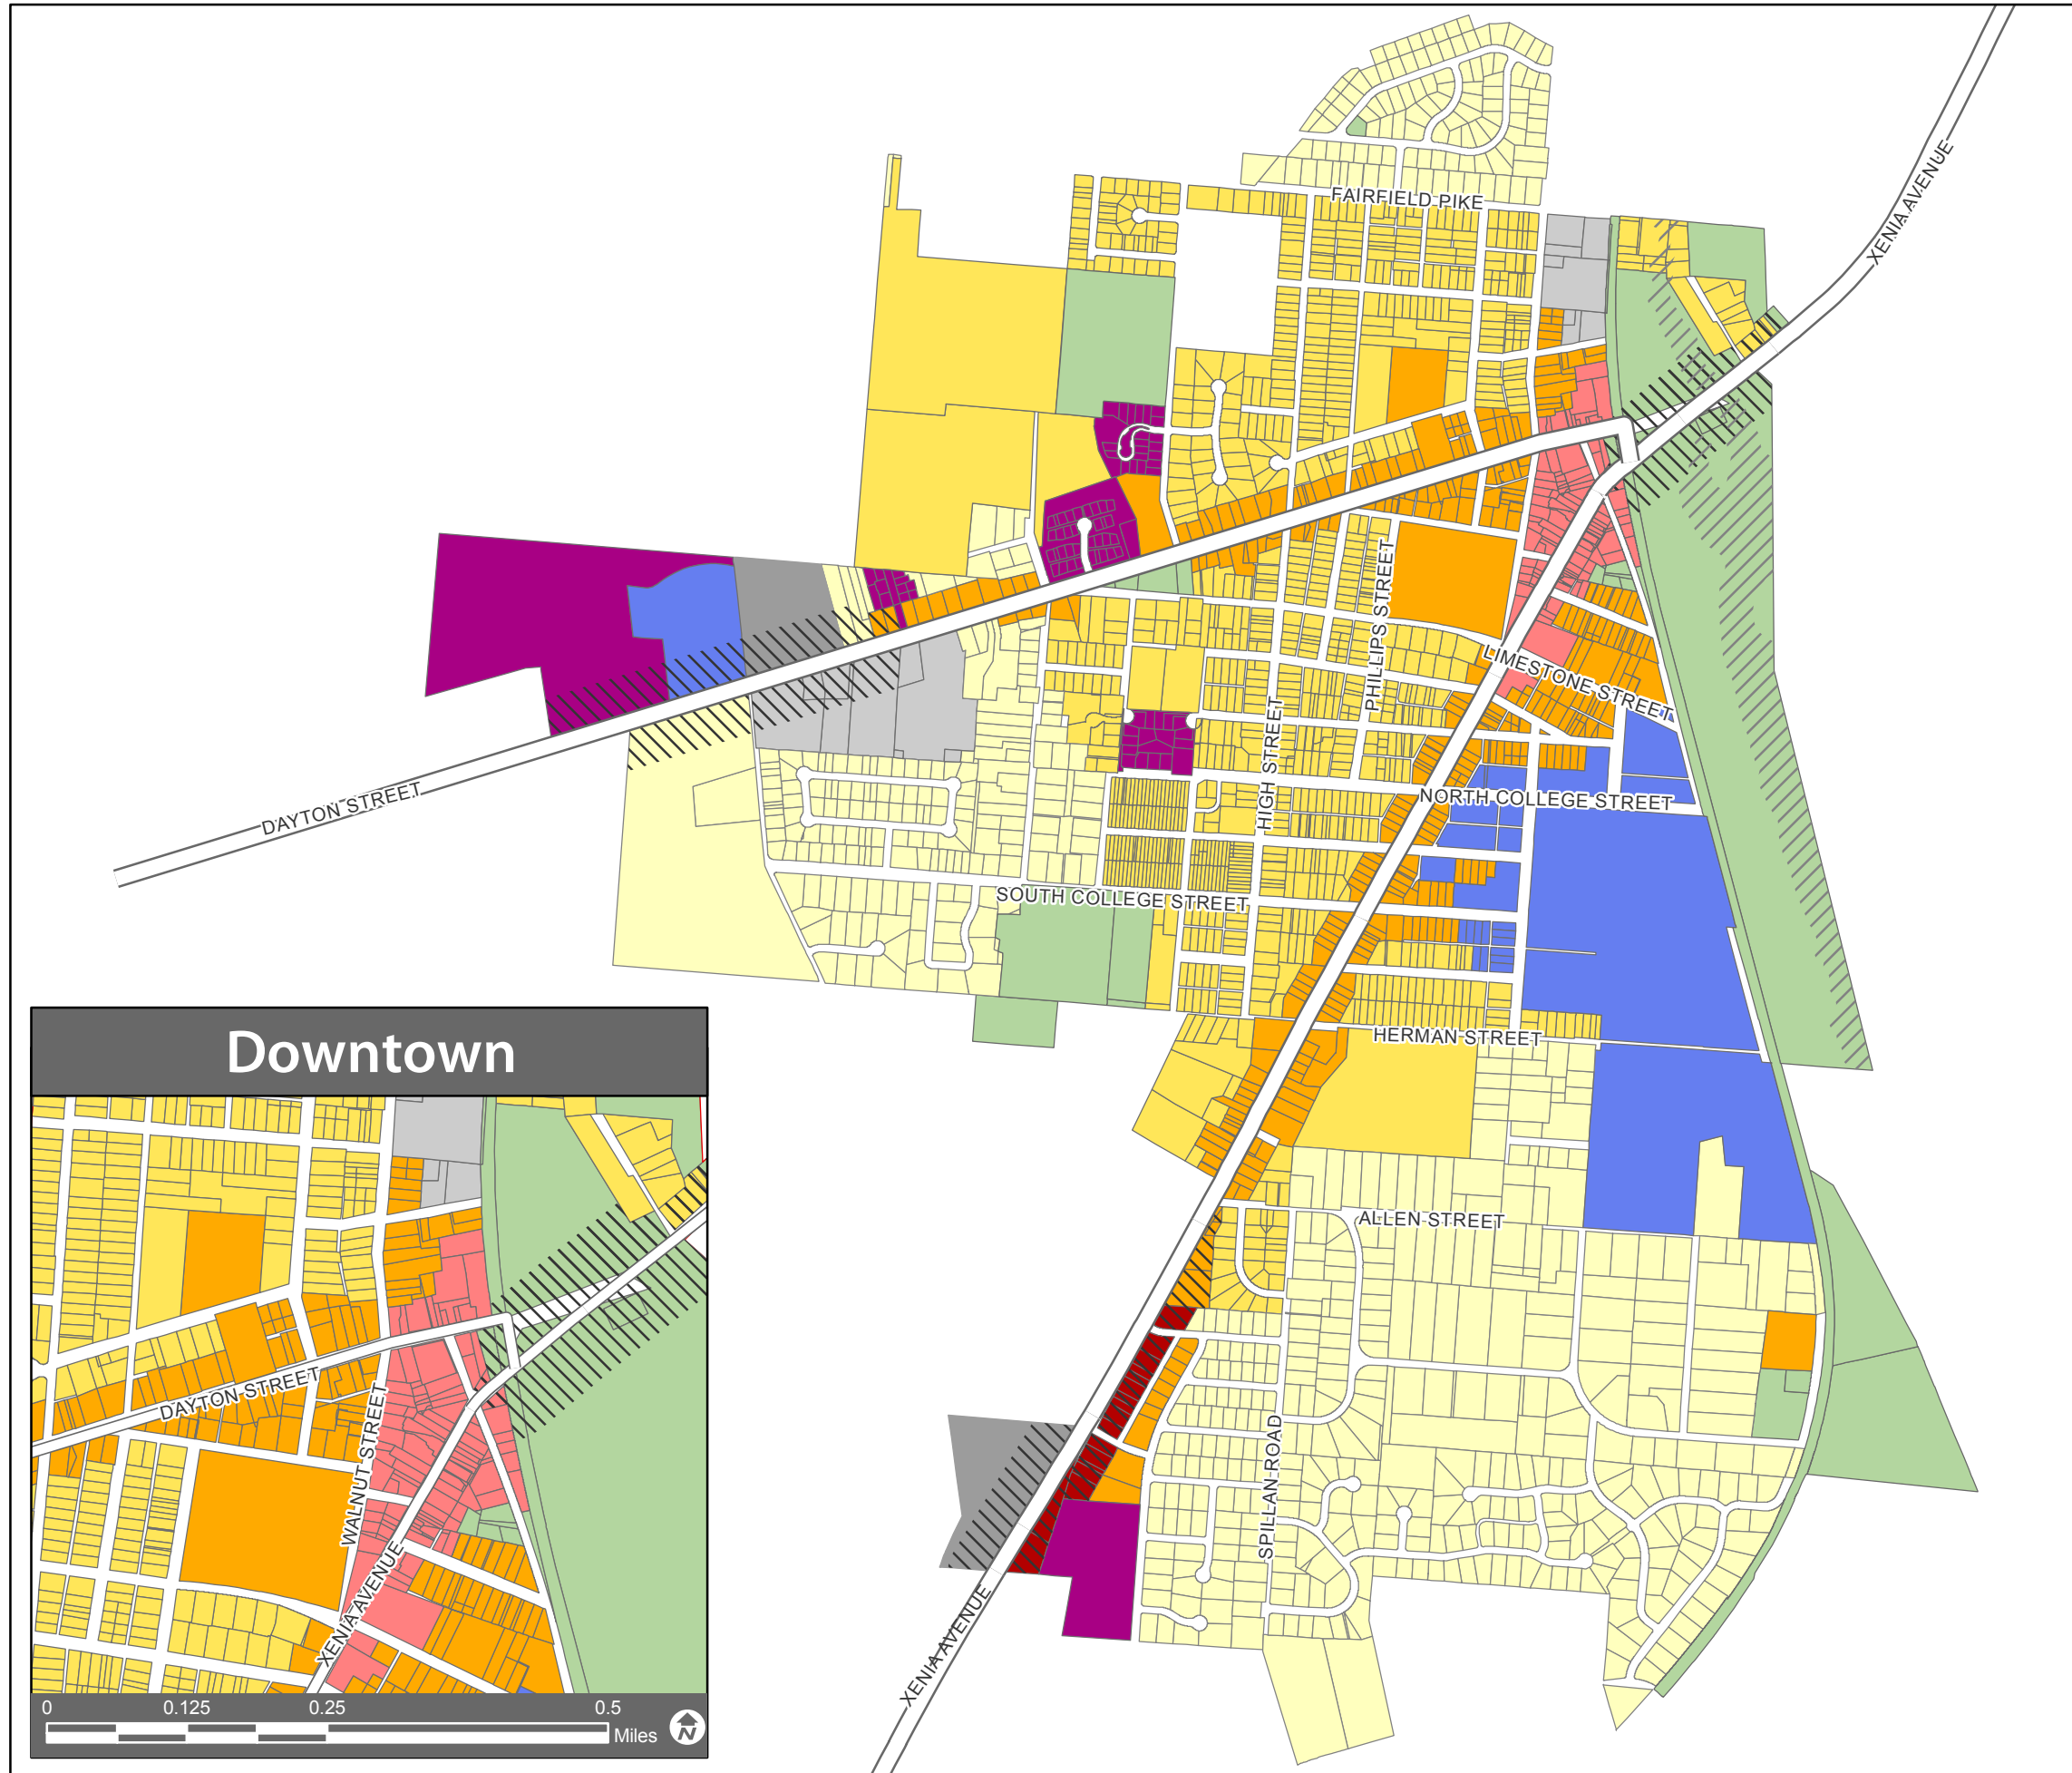 FAIRFIELD PIKE
XENIA AVENUE
PHILLIPS STREET
LIMESTONE STREET
HIGH STREET
DAYTON STREET
NORTH COLLEGE STREET
SOUTH COLLEGE STREET
HERMAN STREET
ALLEN STREET
SPILLAN ROAD
XENIA AVENUE
Downtown
DAYTON STREET
WALNUT STREET
XENIA AVENUE
0 0.125 0.25 0.5
Miles
N